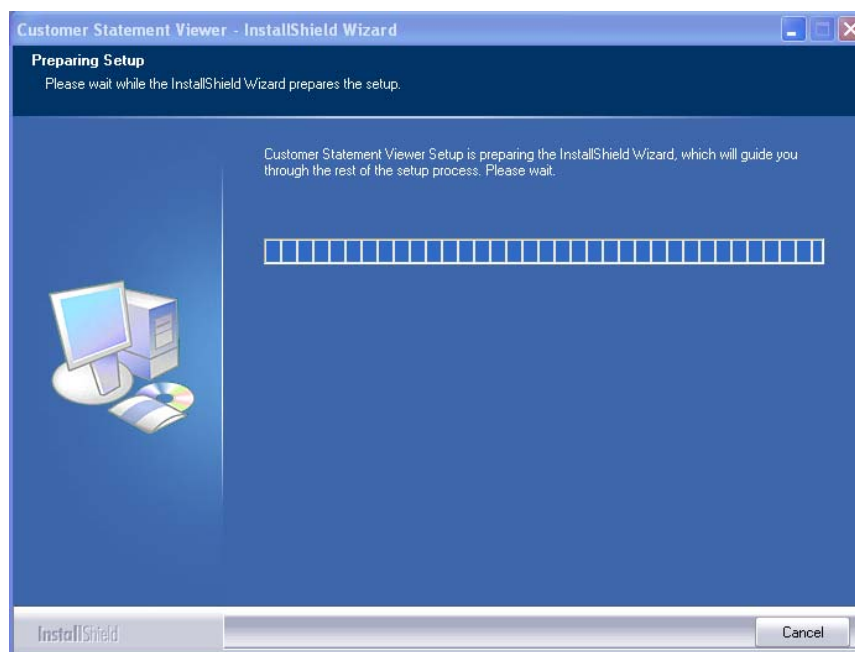 Customer Statement Viewer - InstallShield Wizard
Preparing Setup
Please wait while the InstallShield Wizard prepares the setup.
Customer Statement Viewer Setup is preparing the InstallShield Wizard, which will guide you
through the rest of the setup process. Please wait.
InstallShield
Cancel